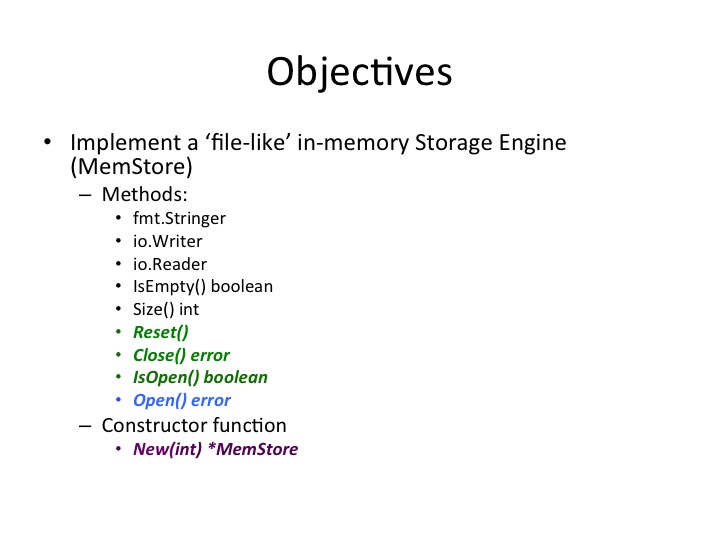 Objectives
• Implement a ‘file-like’ in-memory Storage Engine
(MemStore)
– Methods:
• fmt.Stringer
• io.Writer
• io.Reader
• IsEmpty() boolean
• Size() int
• Reset()
• Close() error
• IsOpen() boolean
• Open() error
– Constructor function
• New(int) *MemStore